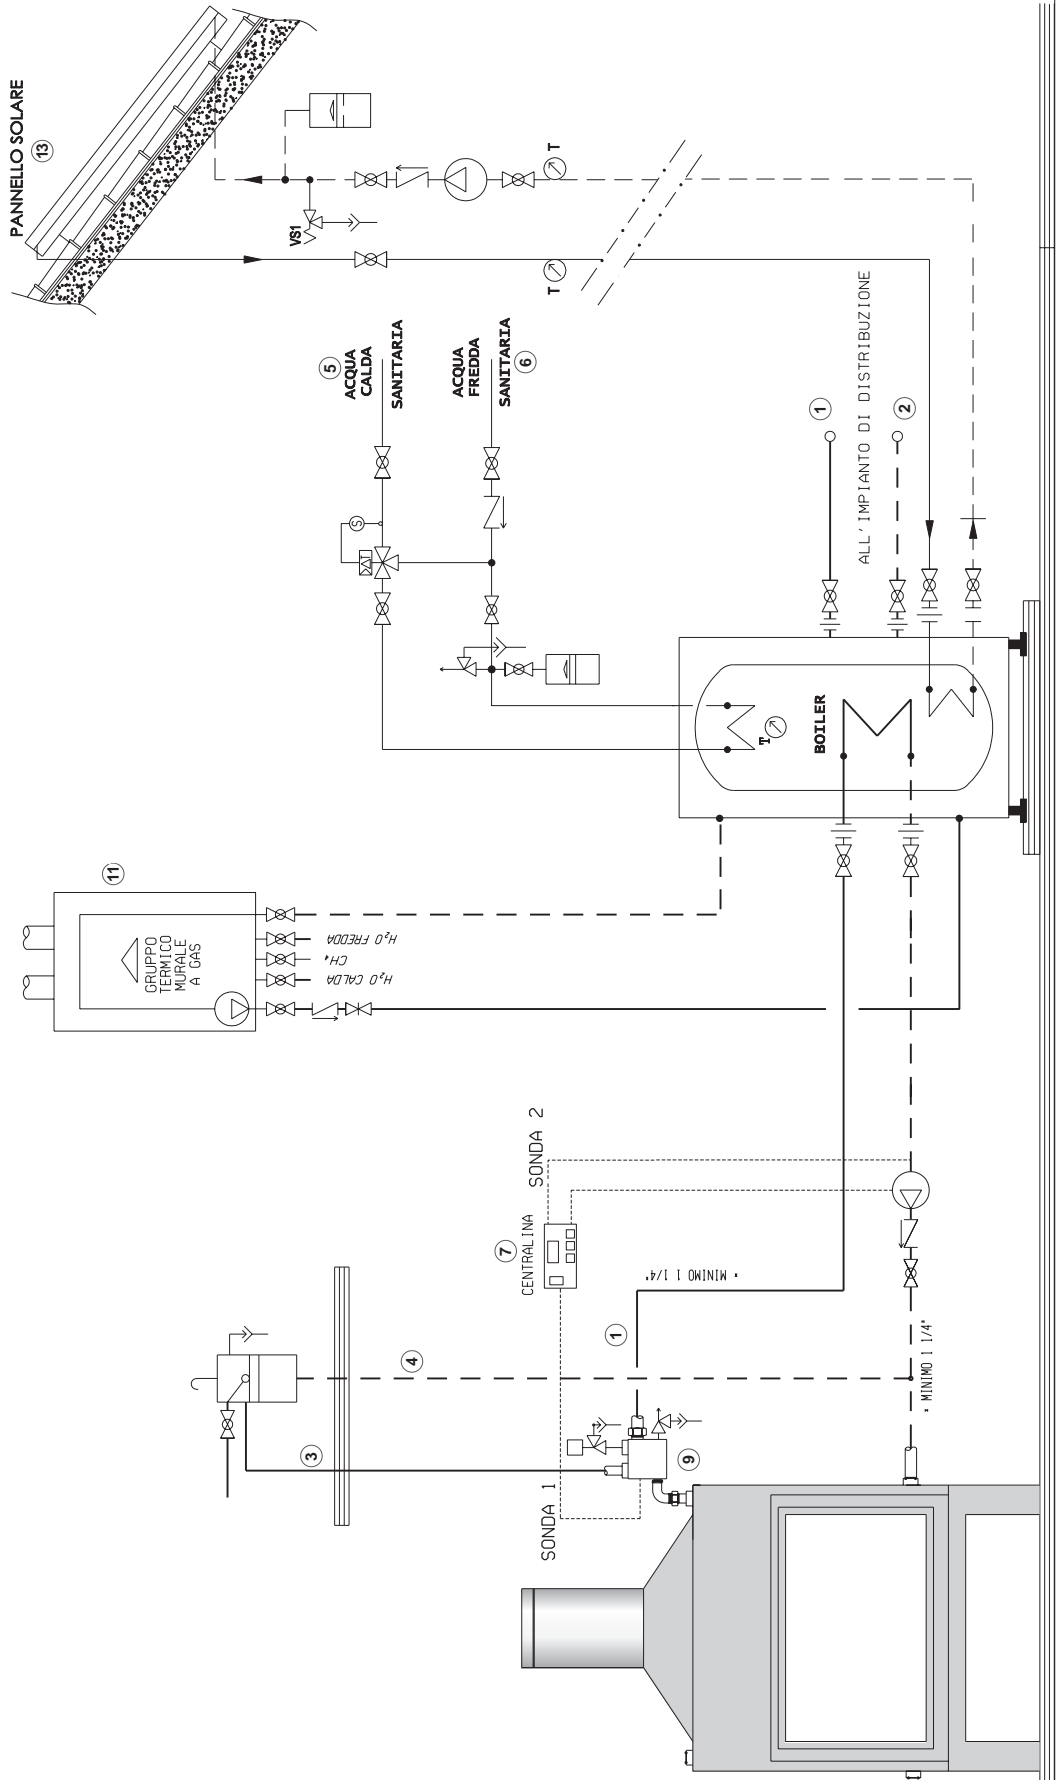 PANNELLO SOLARE
13
VS1
T
T
5
ACQUA
CALDA
SANITARIA
ACQUA
FREDDA
SANITARIA
6
S
ΔT
1
2
ALL'IMPIANTO DI DISTRIBUZIONE
BOILER
T
11
GRUPPO
TERMICO
MURALE
A GAS
H₂O FREDDA
CH₄
H₂O CALDA
SONDA 2
7
CENTRALINA
* MINIMO 1 1/4"
1
4
* MINIMO 1 1/4"
3
9
SONDA 1